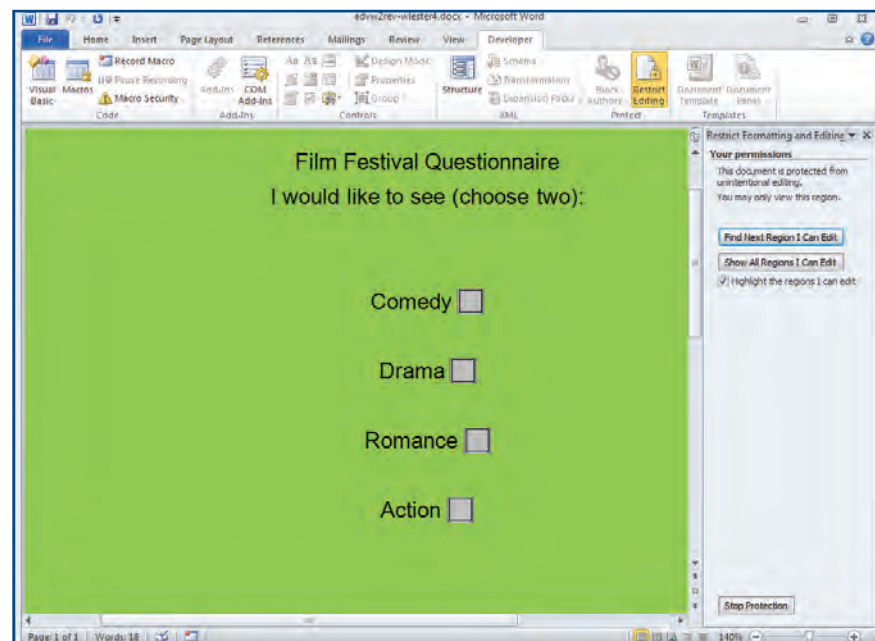 edvw2rev-wlester4.docx - Microsoft Word
File Home Insert Page Layout References Mailings Review View Developer
Visual Basic
Macros
Record Macro
Pause Recording
Macro Security
Code
Add-Ins
COM Add-Ins
Add-Ins
Aa Aa
Design Mode
Properties
Group
Controls
Structure
Schema
Transformation
Expansion Packs
XML
Block Authors
Restrict Editing
Protect
Document Template
Document Panel
Templates
Film Festival Questionnaire
I would like to see (choose two):
Comedy
Drama
Romance
Action
Restrict Formatting and Editing
Your permissions
This document is protected from
unintentional editing.
You may only view this region.
Find Next Region I Can Edit
Show All Regions I Can Edit
Highlight the regions I can edit
Stop Protection
Page: 1 of 1 Words: 18 140%